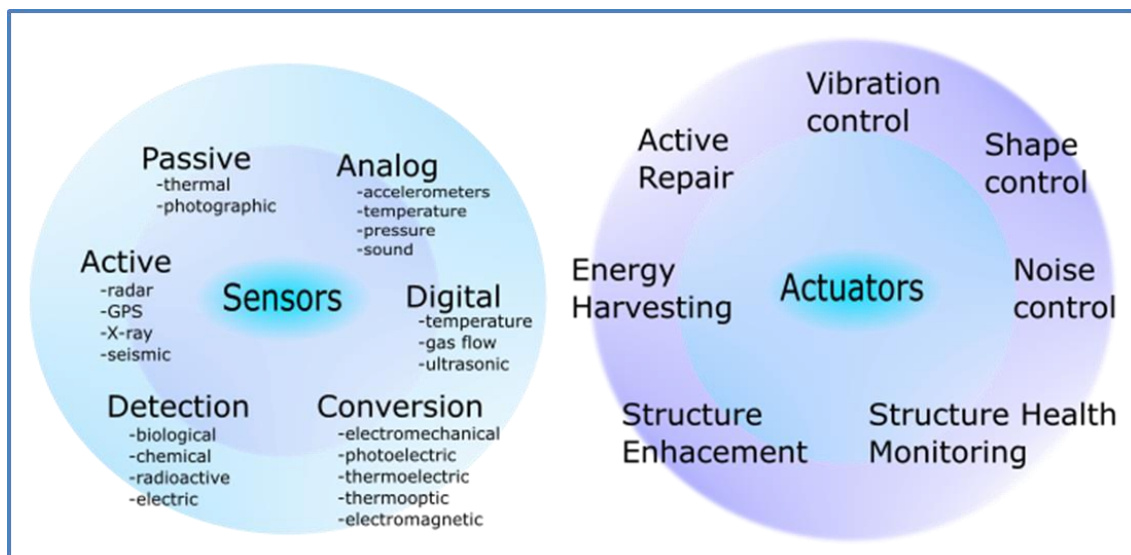 Passive
-thermal
-photographic
Analog
-accelerometers
-temperature
-pressure
-sound
Active
-radar
-GPS
-X-ray
-seismic
Sensors
Digital
-temperature
-gas flow
-ultrasonic
Detection
-biological
-chemical
-radioactive
-electric
Conversion
-electromechanical
-photoelectric
-thermoelectric
-thermooptic
-electromagnetic
Vibration
control
Active
Repair
Shape
control
Energy
Harvesting
Actuators
Noise
control
Structure
Enhacement
Structure Health
Monitoring